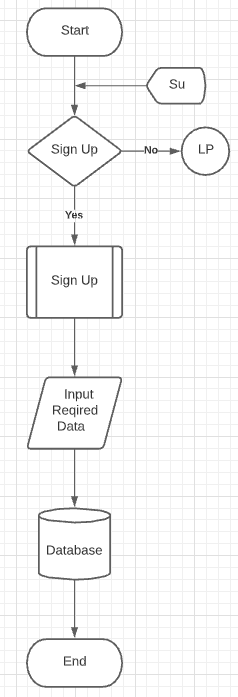 Start
Su
Sign Up
No
LP
Yes
Sign Up
Input
Reqired
Data
Database
End